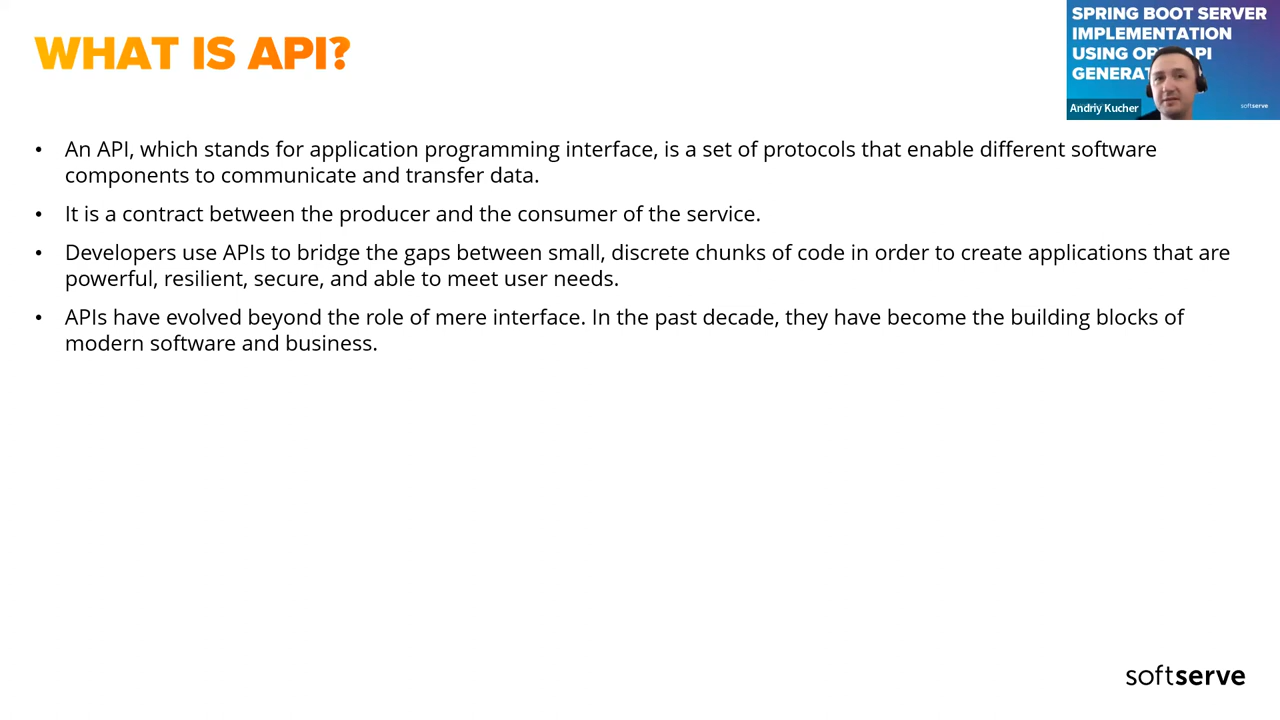 WHAT IS API?
SPRING BOOT SERVER
IMPLEMENTATION
USING
GENERAT
Andriy Kucher
softserve
• An API, which stands for application programming interface, is a set of protocols that enable different software
components to communicate and transfer data.
• It is a contract between the producer and the consumer of the service.
• Developers use APIs to bridge the gaps between small, discrete chunks of code in order to create applications that are
powerful, resilient, secure, and able to meet user needs.
• APIs have evolved beyond the role of mere interface. In the past decade, they have become the building blocks of
modern software and business.
softserve